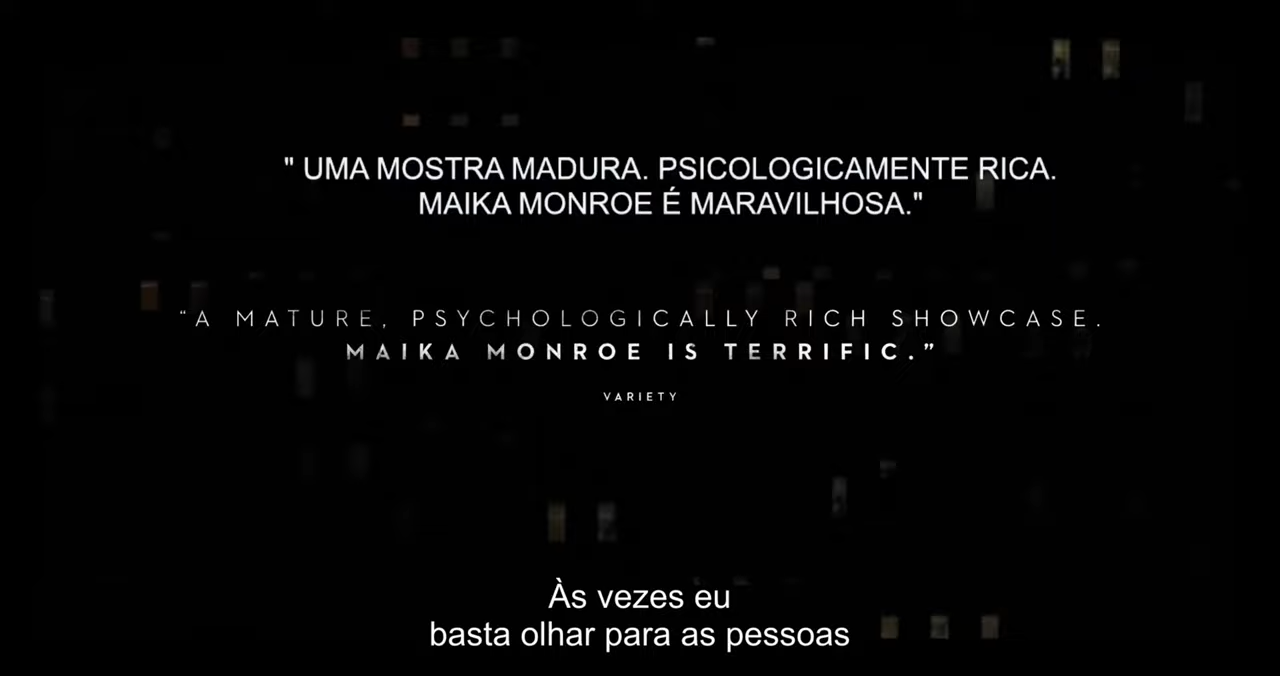 " UMA MOSTRA MADURA. PSICOLOGICAMENTE RICA.
MAIKA MONROE É MARAVILHOSA."
“A MATURE, PSYCHOLOGICALLY RICH SHOWCASE.
MAIKA MONROE IS TERRIFIC.”
VARIETY
Às vezes eu
basta olhar para as pessoas